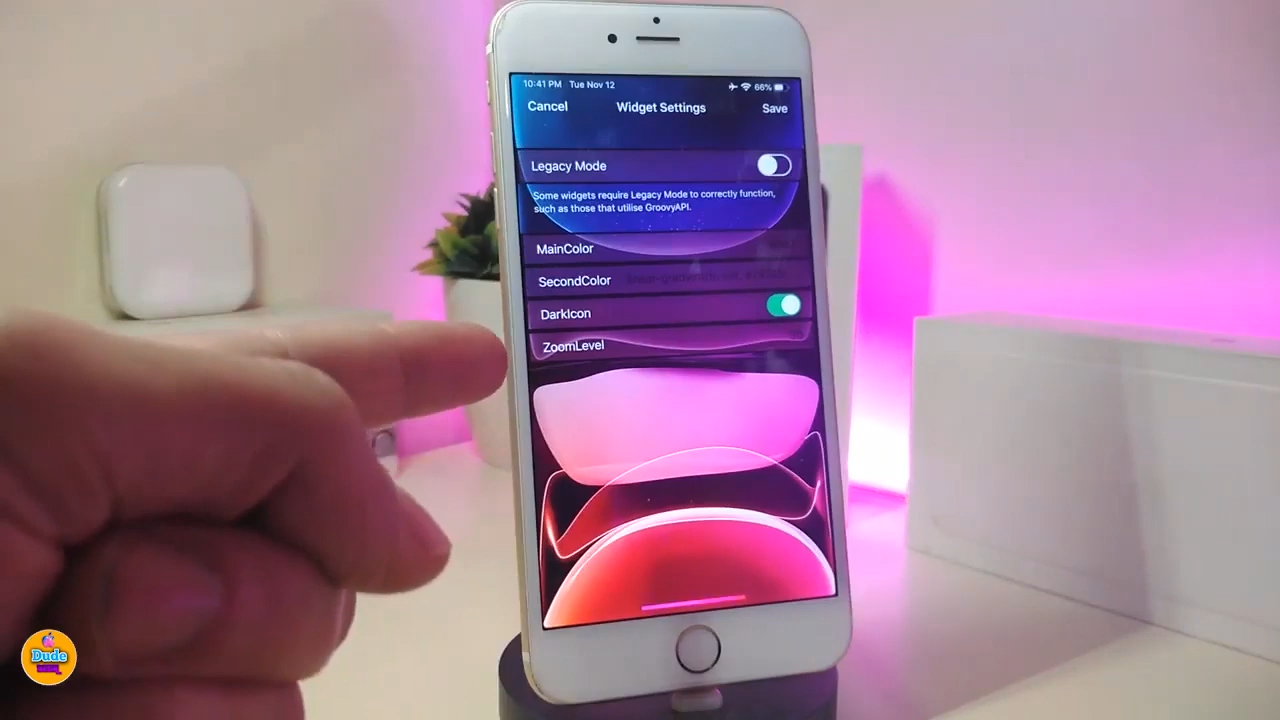 10:41 PM Tue Nov 12 66%
Cancel Widget Settings Save
Legacy Mode
Some widgets require Legacy Mode to correctly function,
such as those that utilise GroovyAPI.
MainColor
SecondColor
DarkIcon
ZoomLevel
Dude